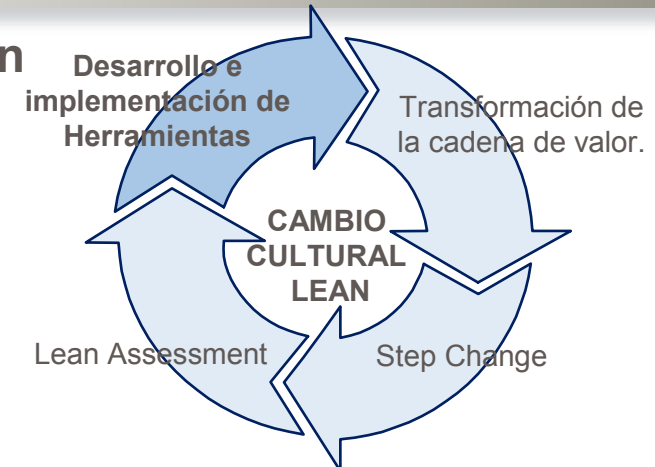 n
Desarrollo e
implementación de
Herramientas
Transformación de
la cadena de valor.
CAMBIO
CULTURAL
LEAN
Lean Assessment
Step Change